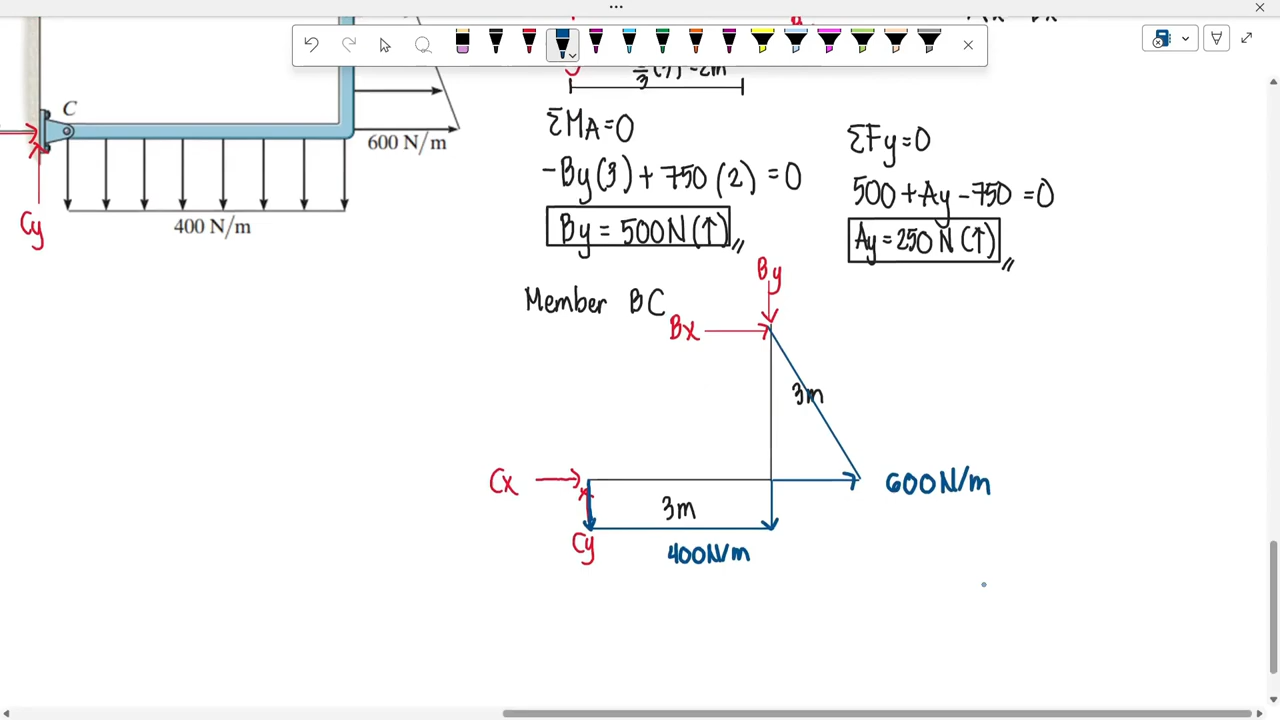 C
600 N/m
Cy
400 N/m
ΣMA=0
-By(3)+750(2)=0
By=500N(↑)
ΣFy=0
500+Ay-750=0
Ay=250N(↑)
Member BC
By
Bx
3m
Cx
600N/m
3m
Cy
400N/m